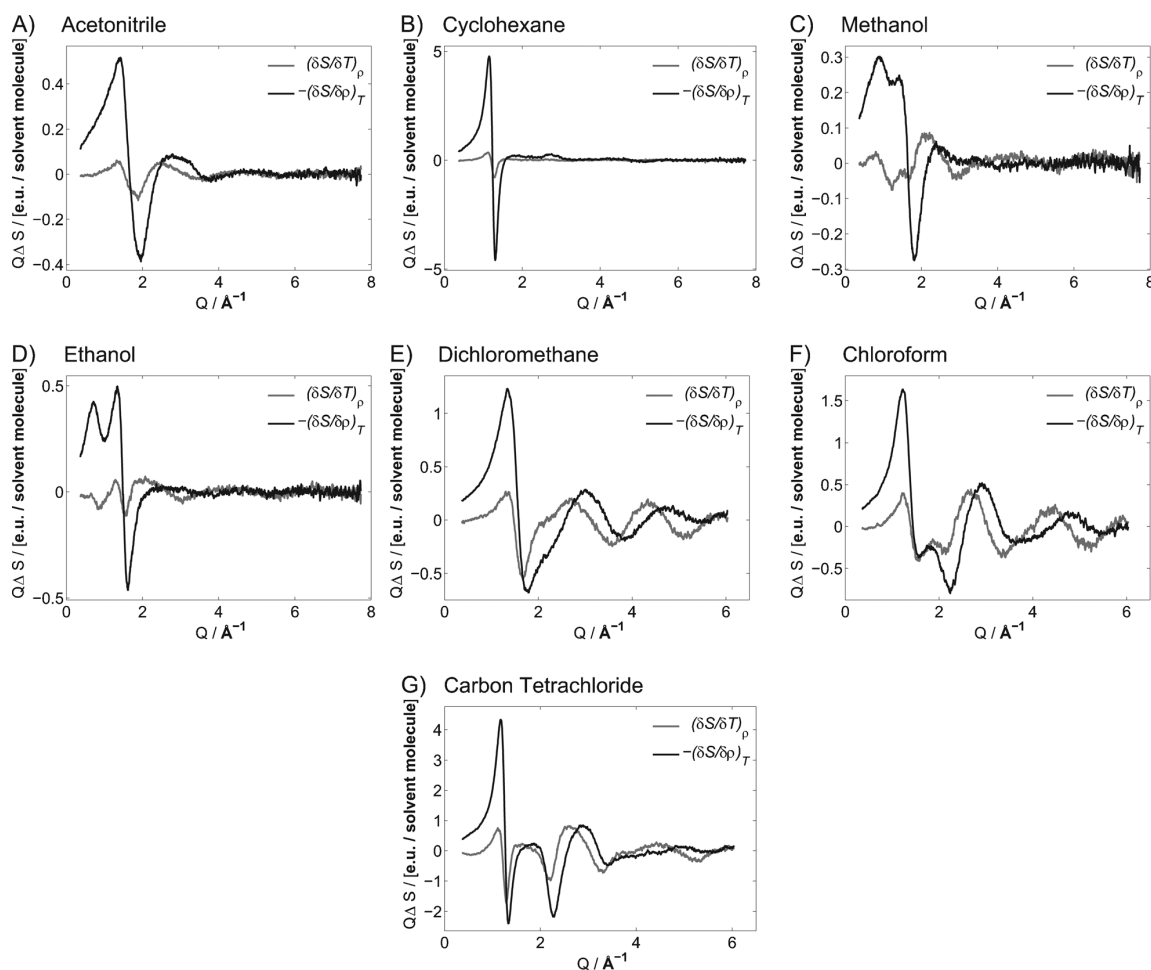 A) Acetonitrile
QΔ S / [e.u. / solvent molecule]
0.4
0.2
0
−0.2
−0.4
(δS/δT)ρ
−(δS/δρ)T
0 2 4 6 8
Q / Å⁻¹
B) Cyclohexane
QΔ S / [e.u. / solvent molecule]
5
0
−5
(δS/δT)ρ
−(δS/δρ)T
0 2 4 6 8
Q / Å⁻¹
C) Methanol
QΔ S / [e.u. / solvent molecule]
0.3
0.2
0.1
0
−0.1
−0.2
−0.3
(δS/δT)ρ
−(δS/δρ)T
0 2 4 6 8
Q / Å⁻¹
D) Ethanol
QΔ S / [e.u. / solvent molecule]
0.5
0
−0.5
(δS/δT)ρ
−(δS/δρ)T
0 2 4 6 8
Q / Å⁻¹
E) Dichloromethane
QΔ S / [e.u. / solvent molecule]
1
0.5
0
−0.5
(δS/δT)ρ
−(δS/δρ)T
0 2 4 6
Q / Å⁻¹
F) Chloroform
QΔ S / [e.u. / solvent molecule]
1.5
1
0.5
0
−0.5
(δS/δT)ρ
−(δS/δρ)T
0 2 4 6
Q / Å⁻¹
G) Carbon Tetrachloride
QΔ S / [e.u. / solvent molecule]
4
3
2
1
0
−1
−2
(δS/δT)ρ
−(δS/δρ)T
0 2 4 6
Q / Å⁻¹